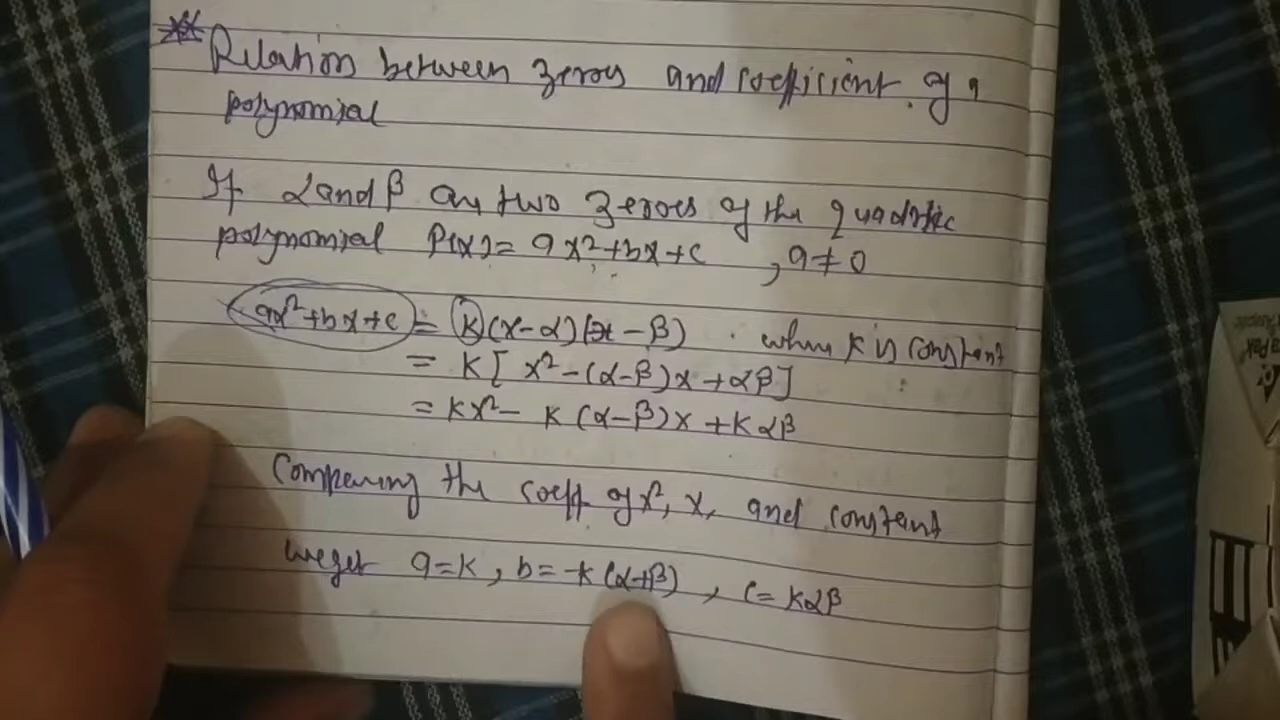 Relation between zeroes and coefficient of a
polynomial
If α and β are two zeroes of the quadratic
polynomial P(x) = ax²+bx+c , a≠0
ax²+bx+c = k(x-α)(x-β) . where k is constant
= k[x²-(α-β)x+αβ]
= kx²- k(α-β)x+kαβ
Comparing the coeff of x², x, and constant
we get a=k, b=-k(α+β), c=kαβ